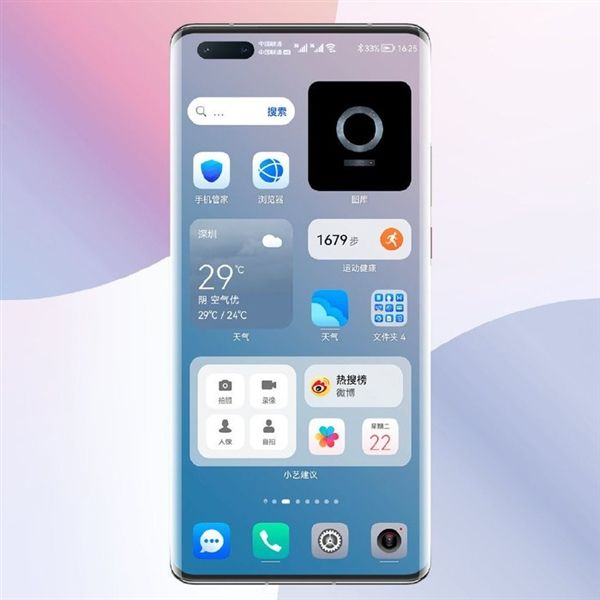 中国联通
中国联通
33%
16:25
... 搜索
手机管家
浏览器
图库
深圳
29℃
阴 空气优
29℃ / 24℃
天气
1679 步
运动健康
天气
文件夹 4
拍照
录像
人像
自拍
热搜榜
微博
星期二
22
小艺建议